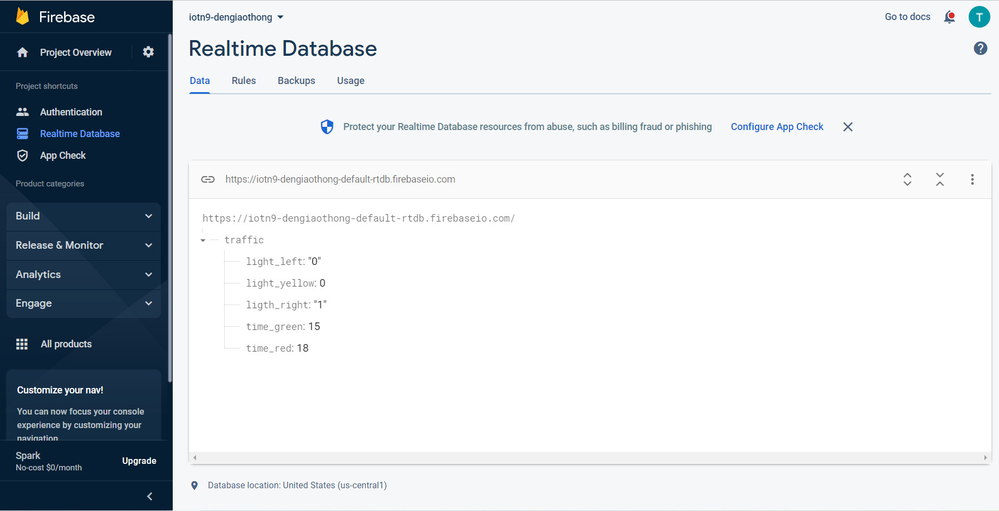 Firebase
Project Overview
Project shortcuts
Authentication
Realtime Database
App Check
Product categories
Build
Release & Monitor
Analytics
Engage
All products
Customize your nav!
You can now focus your console
experience by customizing your
navigation
Spark
No-cost $0/month
Upgrade
iotn9-dengiaothong
Go to docs
T
Realtime Database
Data Rules Backups Usage
Protect your Realtime Database resources from abuse, such as billing fraud or phishing Configure App Check
https://iotn9-dengiaothong-default-rtdb.firebaseio.com
https://iotn9-dengiaothong-default-rtdb.firebaseio.com/
traffic
light_left: "0"
light_yellow: 0
ligth_right: "1"
time_green: 15
time_red: 18
Database location: United States (us-central1)